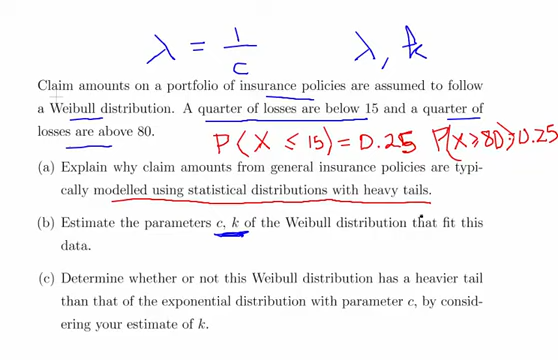 λ = 1/c λ, k
Claim amounts on a portfolio of insurance policies are assumed to follow
a Weibull distribution. A quarter of losses are below 15 and a quarter of
losses are above 80.
P(X ≤ 15) = 0.25 P(X ≥ 80) = 0.25
(a) Explain why claim amounts from general insurance policies are typi-
cally modelled using statistical distributions with heavy tails.
(b) Estimate the parameters c, k of the Weibull distribution that fit this
data.
(c) Determine whether or not this Weibull distribution has a heavier tail
than that of the exponential distribution with parameter c, by consid-
ering your estimate of k.